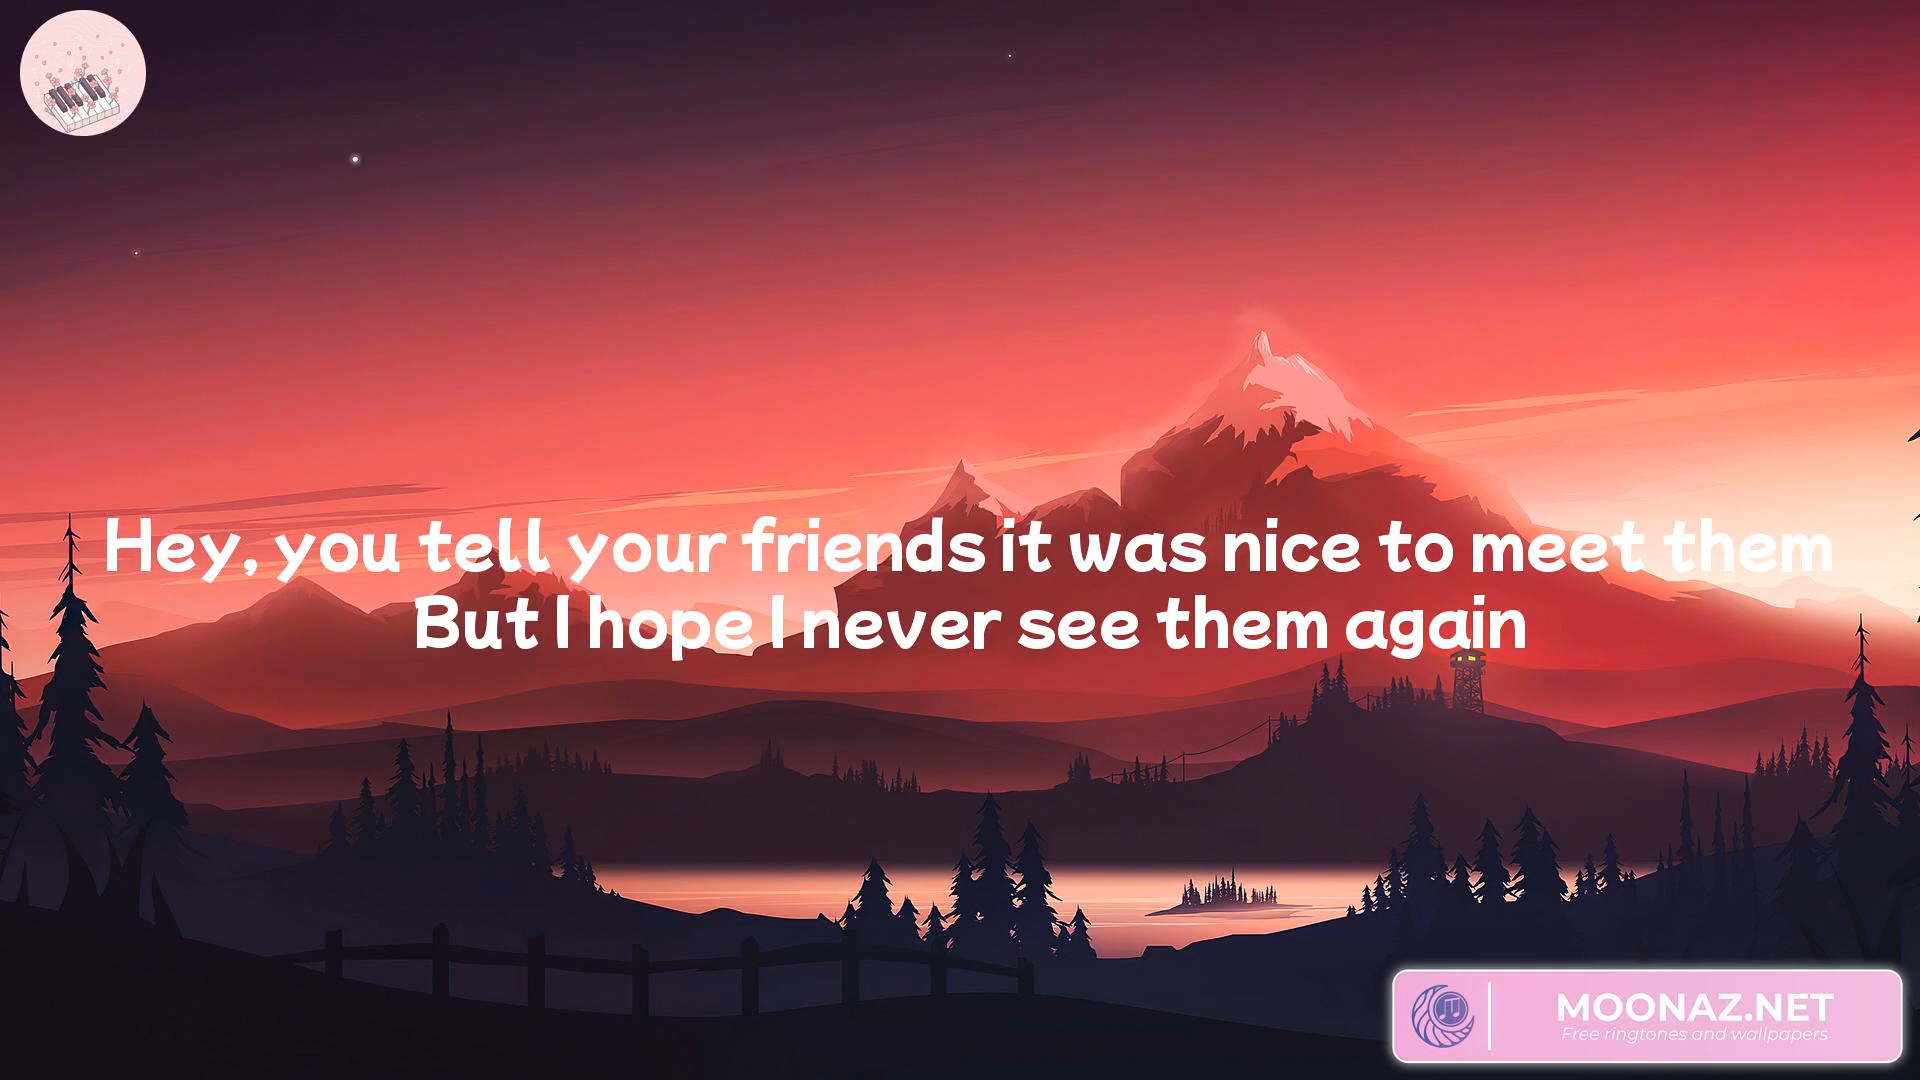 Hey, you tell your friends it was nice to meet them
But I hope I never see them again
MOONAZ.NET
Free ringtones and wallpapers